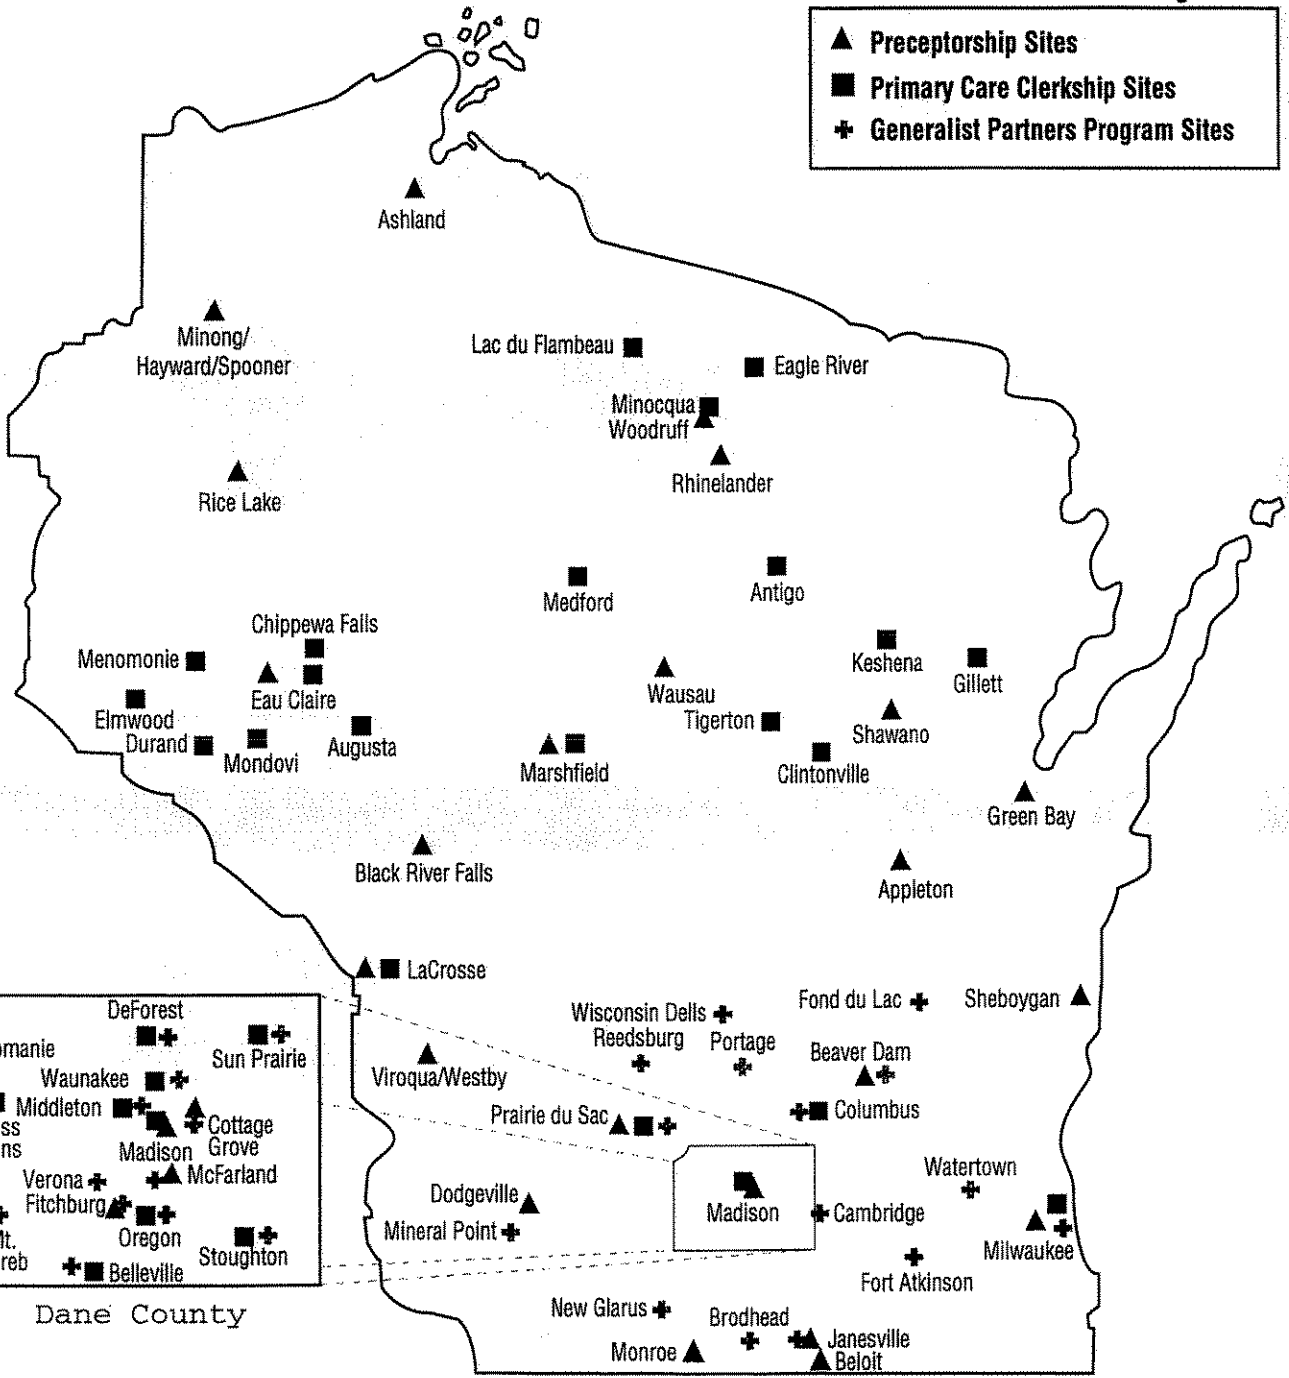 Preceptorship Sites
Primary Care Clerkship Sites
Generalist Partners Program Sites
Ashland
Minong/
Hayward/Spooner
Lac du Flambeau
Eagle River
Minocqua
Woodruff
Rhinelander
Rice Lake
Medford
Antigo
Chippewa Falls
Menomonie
Eau Claire
Elmwood
Durand
Mondovi
Augusta
Wausau
Keshena
Gillett
Tigerton
Shawano
Marshfield
Clintonville
Green Bay
Black River Falls
Appleton
LaCrosse
Wisconsin Dells
Reedsburg
Portage
Fond du Lac
Sheboygan
Beaver Dam
Viroqua/Westby
Prairie du Sac
Columbus
Watertown
Dodgeville
Madison
Cambridge
Mineral Point
Milwaukee
Fort Atkinson
New Glarus
Brodhead
Janesville
Monroe
Beloit
DeForest
omanie
Sun Prairie
Waunakee
Middleton
ss
ns
Cottage
Grove
Madison
McFarland
Verona
Fitchburg
Oregon
Stoughton
t.
reb
Belleville
Dane County